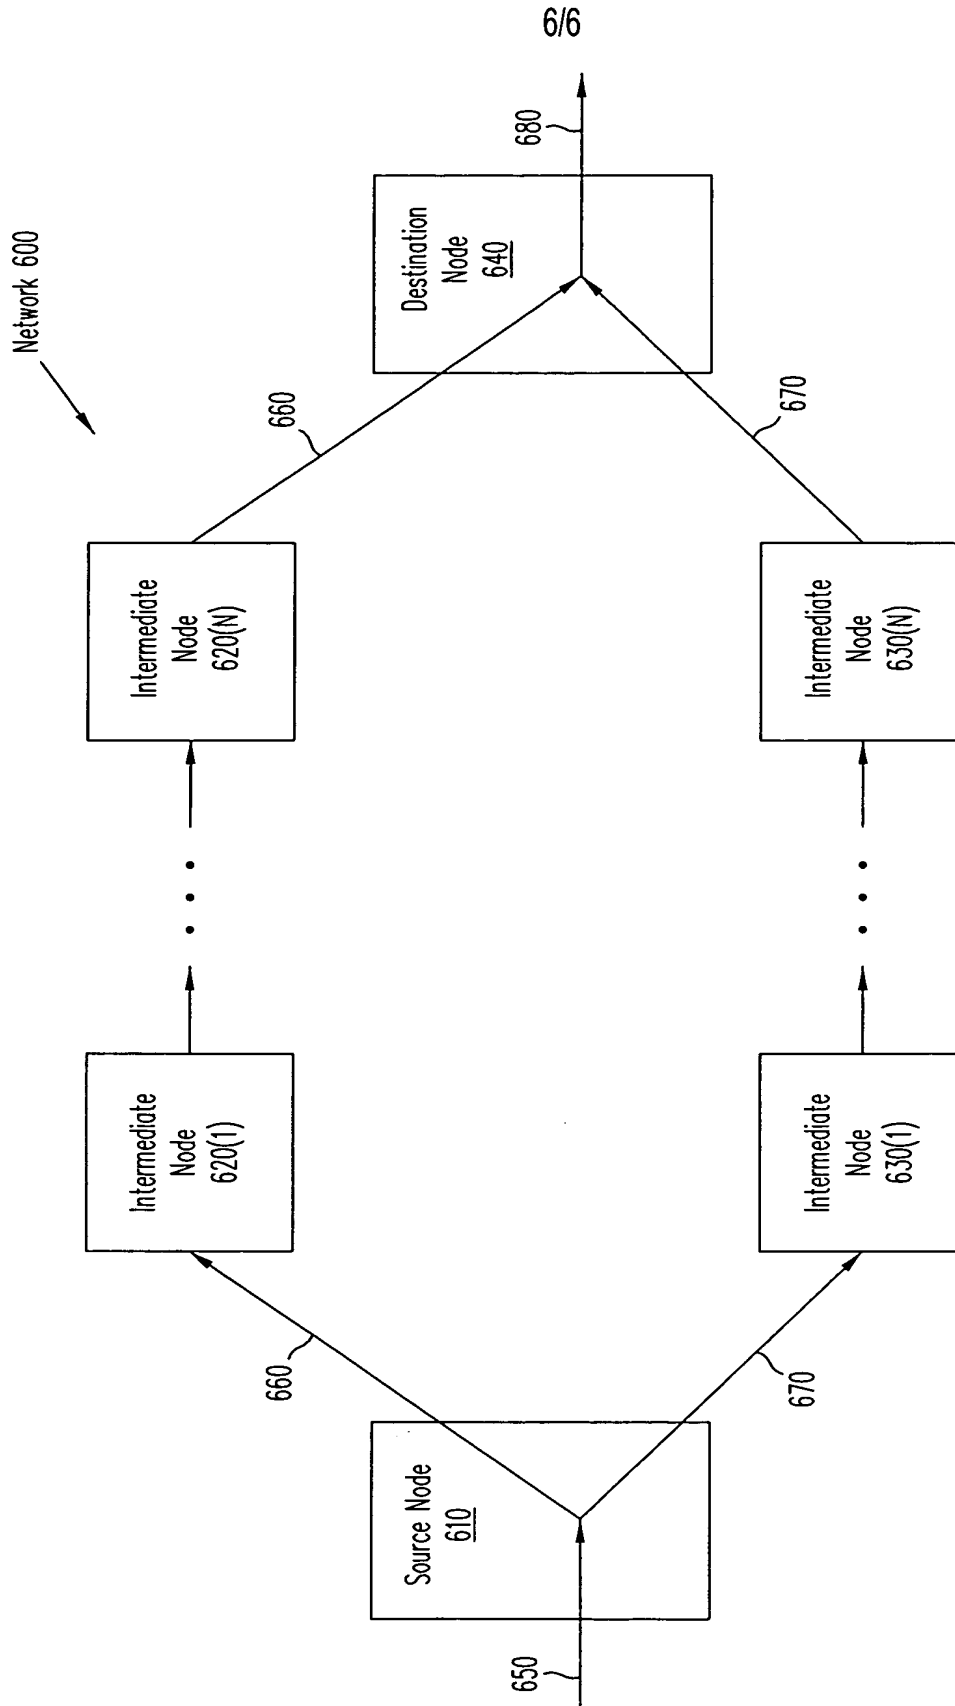 6/6
Network 600
650
Source Node
610
660
670
Intermediate
Node
620(1)
Intermediate
Node
630(1)
Intermediate
Node
620(N)
Intermediate
Node
630(N)
660
670
Destination
Node
640
680